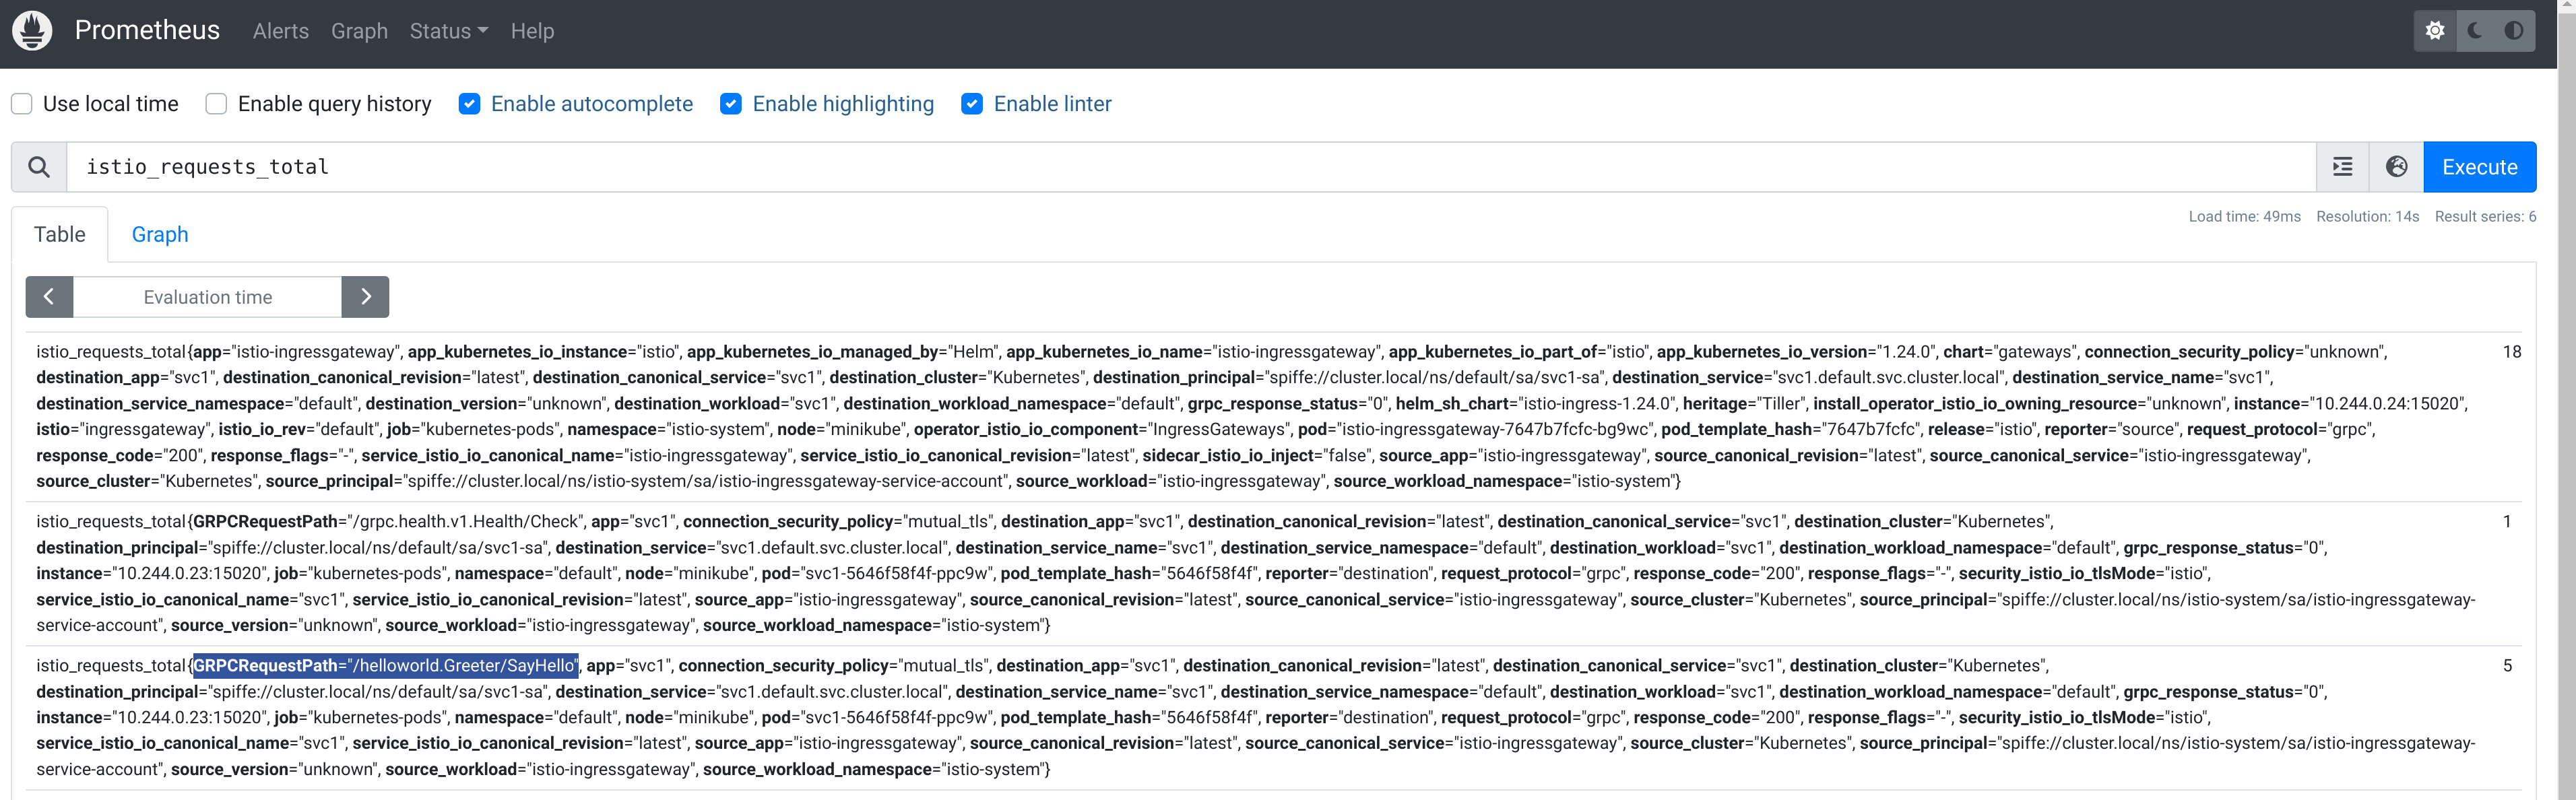 Prometheus Alerts Graph Status Help
Use local time Enable query history Enable autocomplete Enable highlighting Enable linter
istio_requests_total Execute
Load time: 49ms Resolution: 14s Result series: 6
Table Graph
Evaluation time
istio_requests_total{app="istio-ingressgateway", app_kubernetes_io_instance="istio", app_kubernetes_io_managed_by="Helm", app_kubernetes_io_name="istio-ingressgateway", app_kubernetes_io_part_of="istio", app_kubernetes_io_version="1.24.0", chart="gateways", connection_security_policy="unknown", 18
destination_app="svc1", destination_canonical_revision="latest", destination_canonical_service="svc1", destination_cluster="Kubernetes", destination_principal="spiffe://cluster.local/ns/default/sa/svc1-sa", destination_service="svc1.default.svc.cluster.local", destination_service_name="svc1",
destination_service_namespace="default", destination_version="unknown", destination_workload="svc1", destination_workload_namespace="default", grpc_response_status="0", helm_sh_chart="istio-ingress-1.24.0", heritage="Tiller", install_operator_istio_io_owning_resource="unknown", instance="10.244.0.24:15020",
istio="ingressgateway", istio_io_rev="default", job="kubernetes-pods", namespace="istio-system", node="minikube", operator_istio_io_component="IngressGateways", pod="istio-ingressgateway-7647b7fcfc-bg9wc", pod_template_hash="7647b7fcfc", release="istio", reporter="source", request_protocol="grpc",
response_code="200", response_flags="-", service_istio_io_canonical_name="istio-ingressgateway", service_istio_io_canonical_revision="latest", sidecar_istio_io_inject="false", source_app="istio-ingressgateway", source_canonical_revision="latest", source_canonical_service="istio-ingressgateway",
source_cluster="Kubernetes", source_principal="spiffe://cluster.local/ns/istio-system/sa/istio-ingressgateway-service-account", source_workload="istio-ingressgateway", source_workload_namespace="istio-system"}
istio_requests_total{GRPCRequestPath="/grpc.health.v1.Health/Check", app="svc1", connection_security_policy="mutual_tls", destination_app="svc1", destination_canonical_revision="latest", destination_canonical_service="svc1", destination_cluster="Kubernetes", 1
destination_principal="spiffe://cluster.local/ns/default/sa/svc1-sa", destination_service="svc1.default.svc.cluster.local", destination_service_name="svc1", destination_service_namespace="default", destination_workload="svc1", destination_workload_namespace="default", grpc_response_status="0",
instance="10.244.0.23:15020", job="kubernetes-pods", namespace="default", node="minikube", pod="svc1-5646f58f4f-ppc9w", pod_template_hash="5646f58f4f", reporter="destination", request_protocol="grpc", response_code="200", response_flags="-", security_istio_io_tlsMode="istio",
service_istio_io_canonical_name="svc1", service_istio_io_canonical_revision="latest", source_app="istio-ingressgateway", source_canonical_revision="latest", source_canonical_service="istio-ingressgateway", source_cluster="Kubernetes", source_principal="spiffe://cluster.local/ns/istio-system/sa/istio-ingressgateway-
service-account", source_version="unknown", source_workload="istio-ingressgateway", source_workload_namespace="istio-system"}
istio_requests_total{GRPCRequestPath="/helloworld.Greeter/SayHello", app="svc1", connection_security_policy="mutual_tls", destination_app="svc1", destination_canonical_revision="latest", destination_canonical_service="svc1", destination_cluster="Kubernetes", 5
destination_principal="spiffe://cluster.local/ns/default/sa/svc1-sa", destination_service="svc1.default.svc.cluster.local", destination_service_name="svc1", destination_service_namespace="default", destination_workload="svc1", destination_workload_namespace="default", grpc_response_status="0",
instance="10.244.0.23:15020", job="kubernetes-pods", namespace="default", node="minikube", pod="svc1-5646f58f4f-ppc9w", pod_template_hash="5646f58f4f", reporter="destination", request_protocol="grpc", response_code="200", response_flags="-", security_istio_io_tlsMode="istio",
service_istio_io_canonical_name="svc1", service_istio_io_canonical_revision="latest", source_app="istio-ingressgateway", source_canonical_revision="latest", source_canonical_service="istio-ingressgateway", source_cluster="Kubernetes", source_principal="spiffe://cluster.local/ns/istio-system/sa/istio-ingressgateway-
service-account", source_version="unknown", source_workload="istio-ingressgateway", source_workload_namespace="istio-system"}